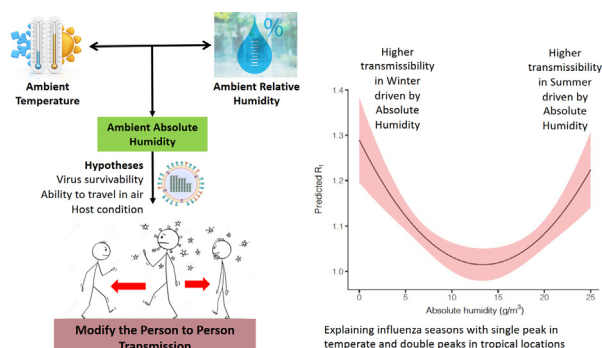 %
Ambient
Temperature
Ambient Relative
Humidity
Ambient Absolute
Humidity
Hypotheses
Virus survivability
Ability to travel in air
Host condition
Modify the Person to Person
Transmission
Higher
transmissibility
in Winter
driven by
Absolute
Humidity
Higher
transmissibility
in Summer
driven by
Absolute
Humidity
Predicted Rt
1.4
1.3
1.2
1.1
1.0
0 5 10 15 20 25
Absolute humidity (g/m³)
Explaining influenza seasons with single peak in
temperate and double peaks in tropical locations